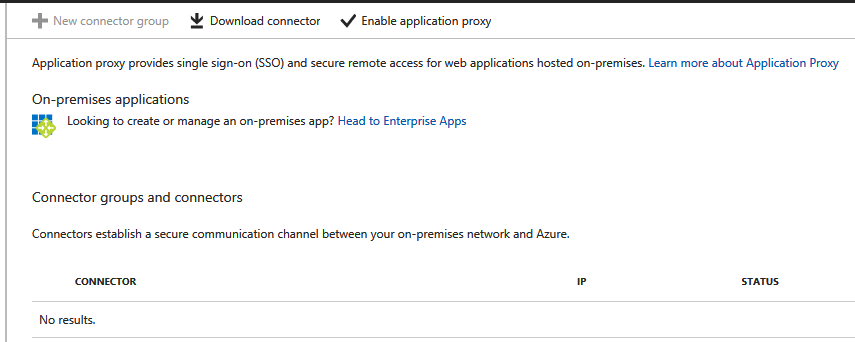 New connector group Download connector Enable application proxy
Application proxy provides single sign-on (SSO) and secure remote access for web applications hosted on-premises. Learn more about Application Proxy
On-premises applications
Looking to create or manage an on-premises app? Head to Enterprise Apps
Connector groups and connectors
Connectors establish a secure communication channel between your on-premises network and Azure.
CONNECTOR IP STATUS
No results.